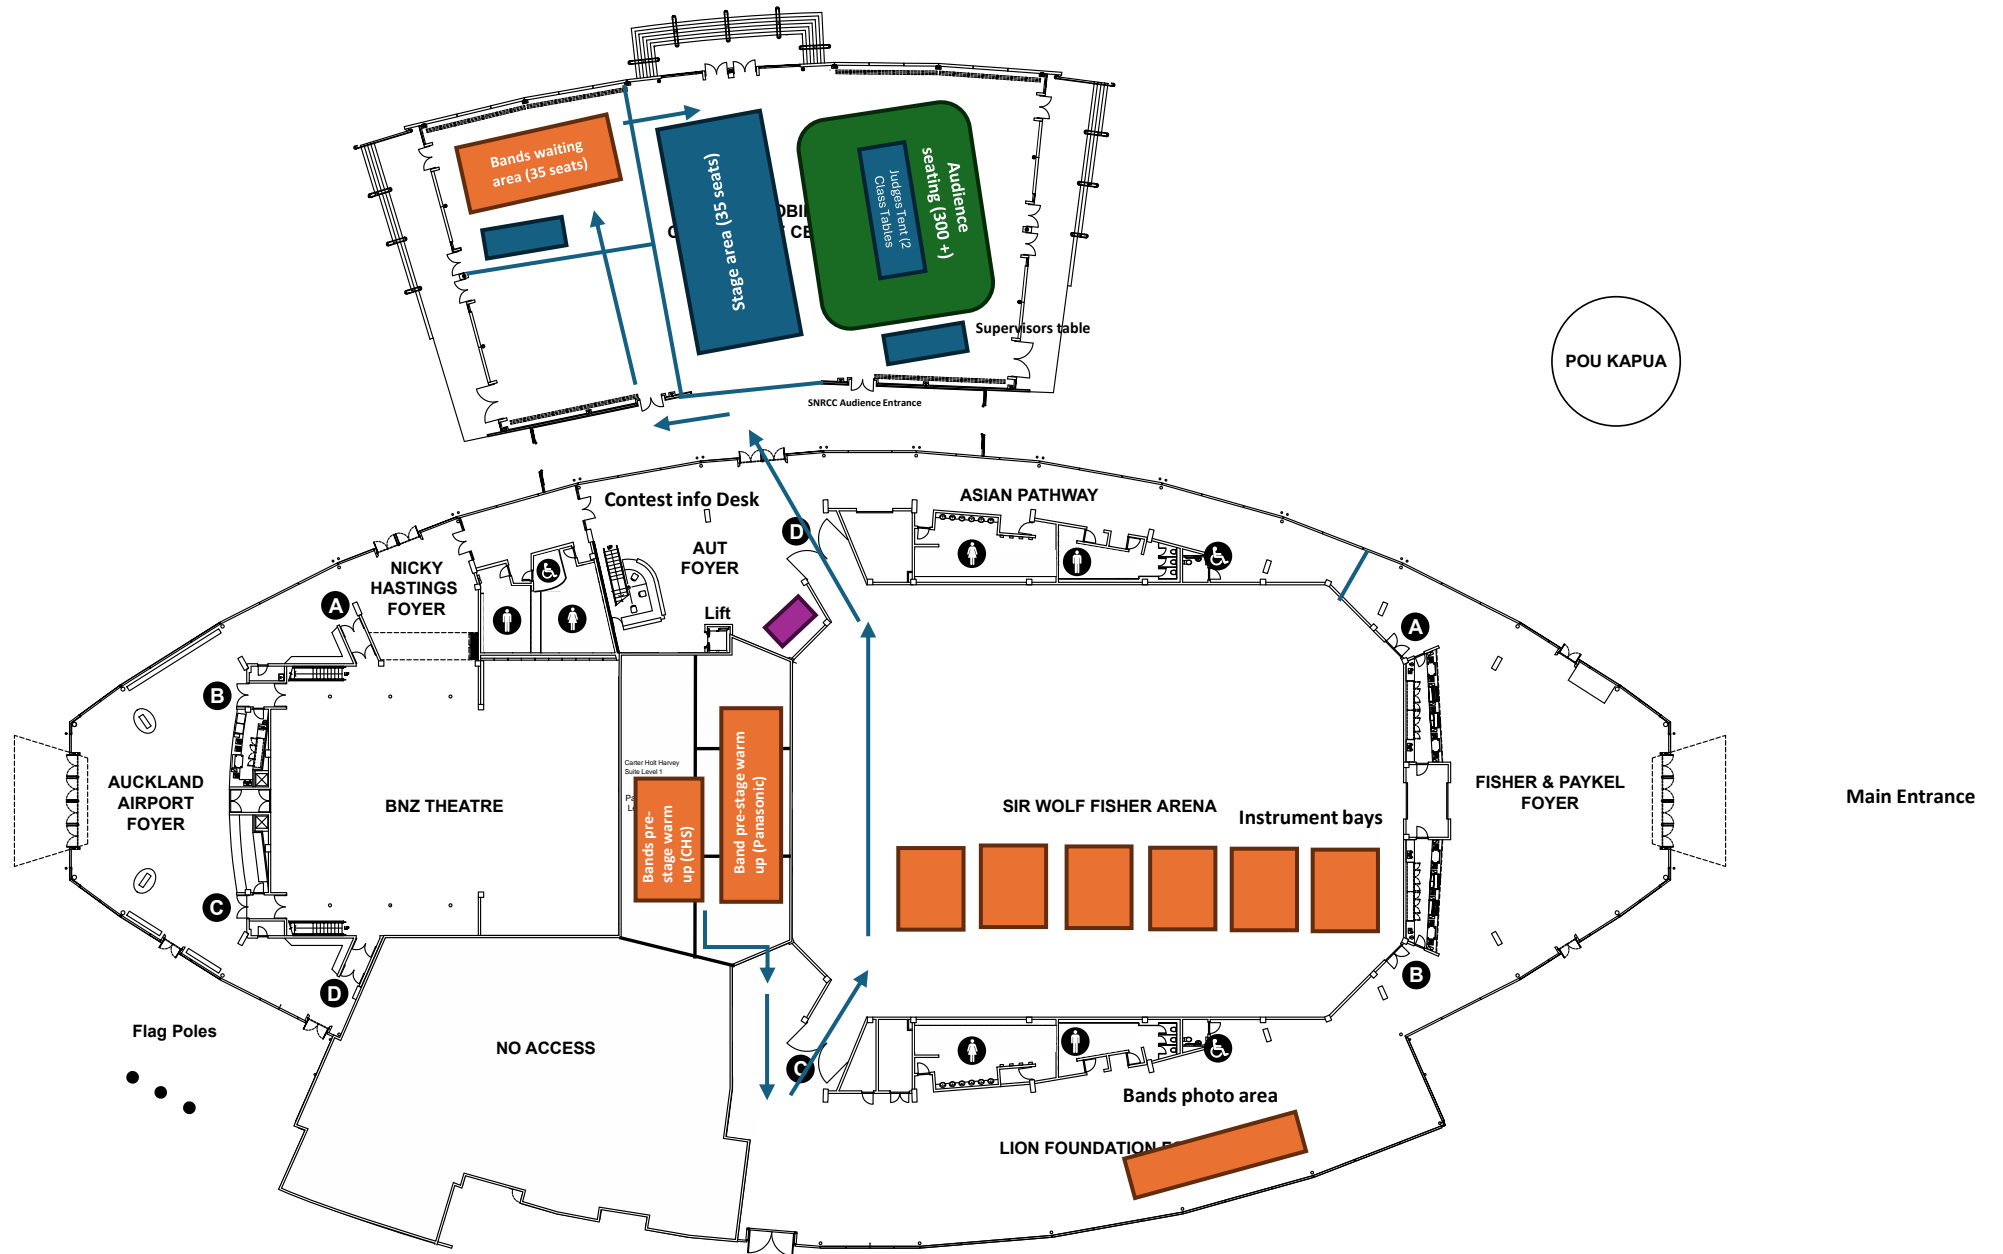 Bands waiting
area (35 seats)
Stage area (35 seats)
Audience
seating (300 +)
Judges Tent (2
Class Tables
Supervisors table
SNRCC Audience Entrance
POU KAPUA
Contest info Desk
ASIAN PATHWAY
D
AUT
FOYER
NICKY
HASTINGS
FOYER
A
Lift
A
B
Carter Holt Harvey
Suite Level 1
AUCKLAND
AIRPORT
FOYER
BNZ THEATRE
Bands pre-
stage warm
up (CHS)
Band pre-stage warm
up (Panasonic)
SIR WOLF FISHER ARENA
Instrument bays
FISHER & PAYKEL
FOYER
Main Entrance
C
D
B
Flag Poles
NO ACCESS
C
Bands photo area
LION FOUNDATION